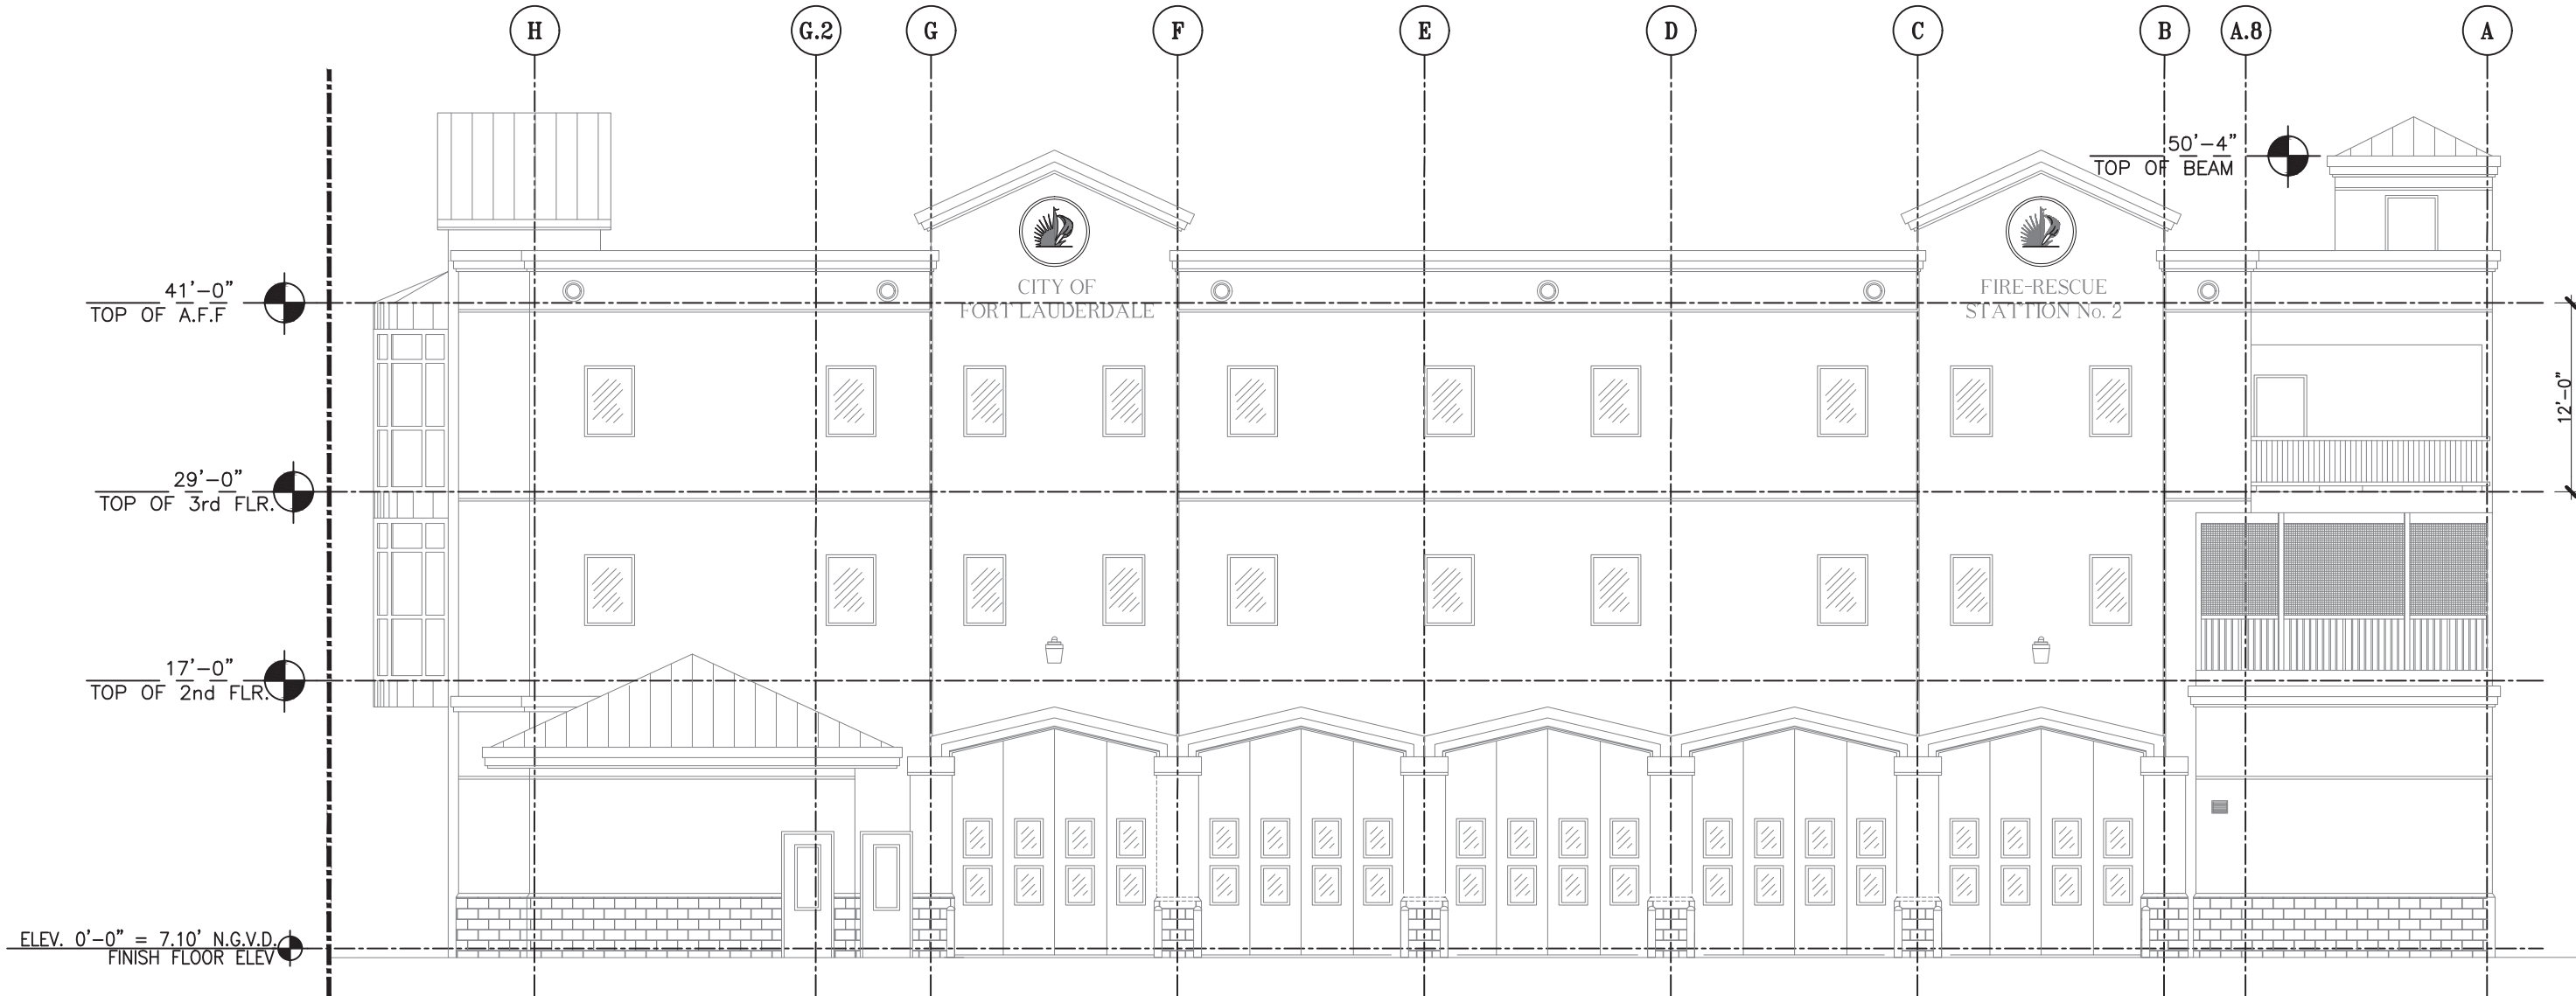 H
G.2
G
F
E
D
C
B
A.8
A
50'-4"
TOP OF BEAM
CITY OF
FORT LAUDERDALE
FIRE-RESCUE
STATTION No. 2
41'-0"
TOP OF A.F.F
12'-0"
29'-0"
TOP OF 3rd FLR.
17'-0"
TOP OF 2nd FLR.
ELEV. 0'-0" = 7.10' N.G.V.D.
FINISH FLOOR ELEV